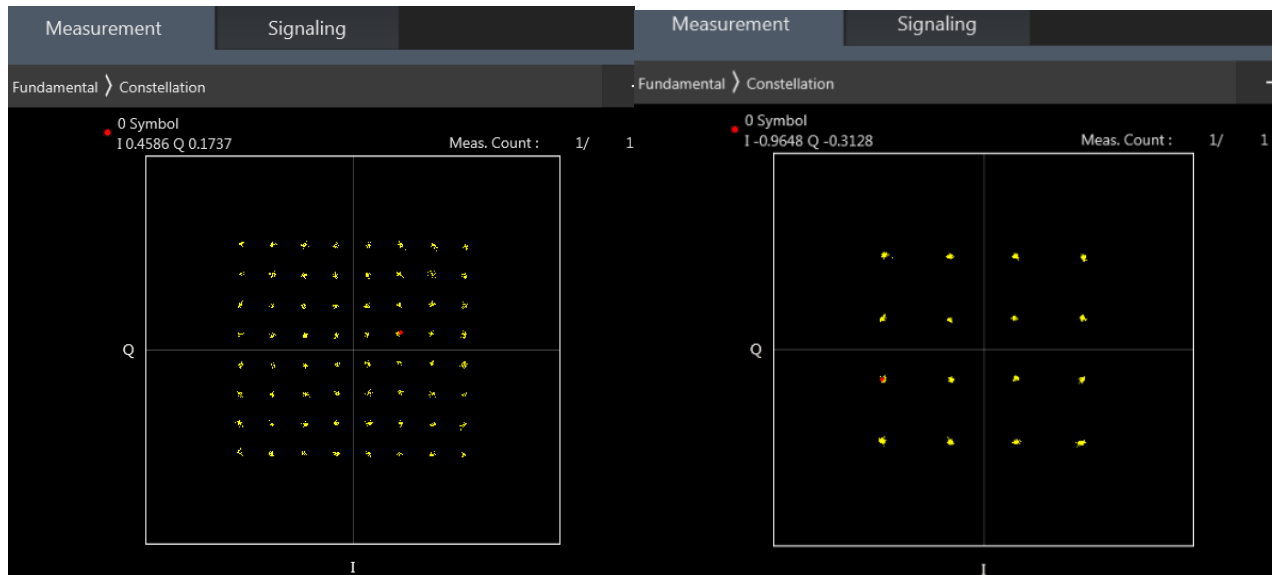 Measurement Signaling
Fundamental ⟩ Constellation
0 Symbol
I 0.4586 Q 0.1737 Meas. Count : 1/ 1
Q
I
Measurement Signaling
Fundamental ⟩ Constellation
0 Symbol
I -0.9648 Q -0.3128 Meas. Count : 1/ 1
Q
I